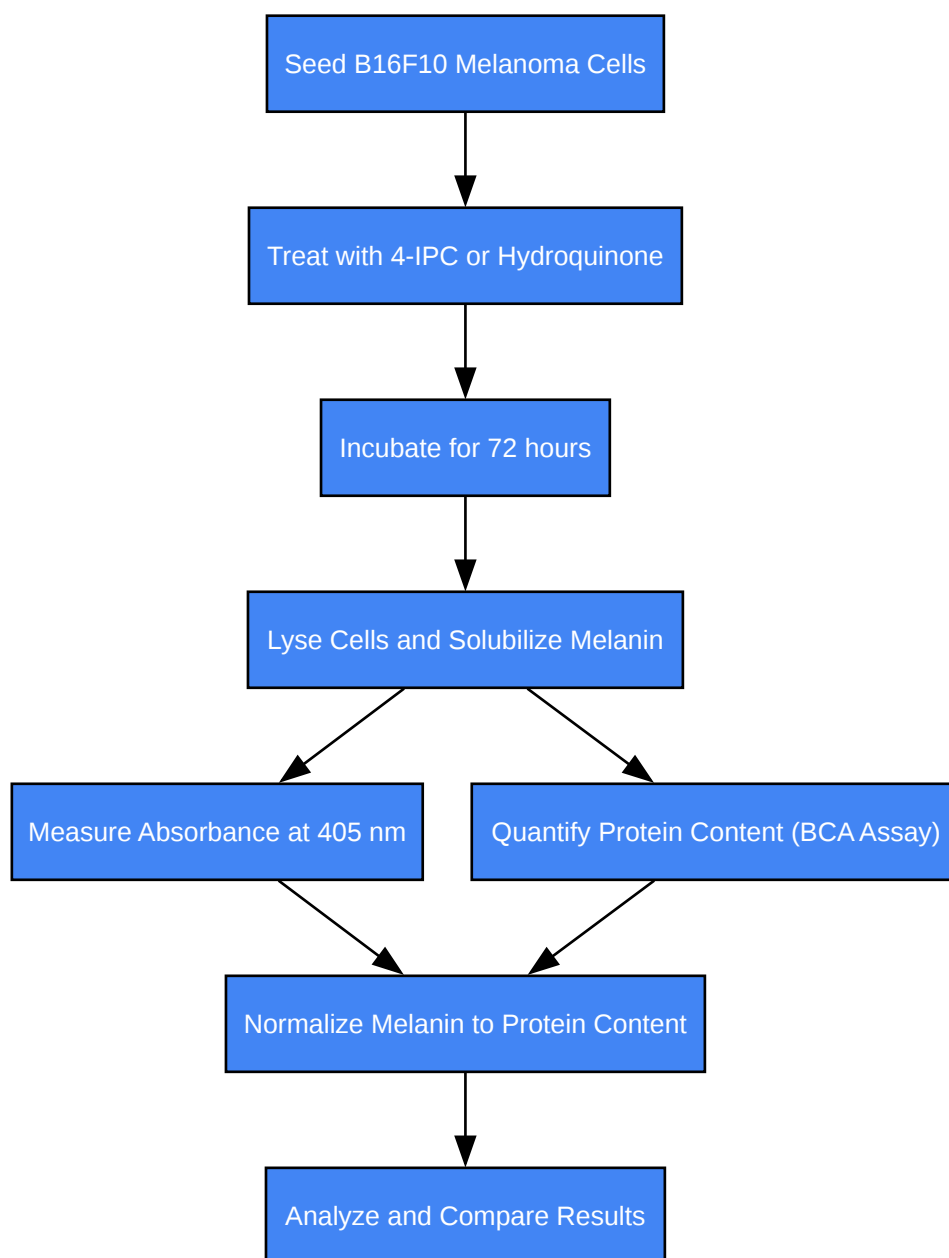 Seed B16F10 Melanoma Cells
Treat with 4-IPC or Hydroquinone
Incubate for 72 hours
Lyse Cells and Solubilize Melanin
Measure Absorbance at 405 nm
Quantify Protein Content (BCA Assay)
Normalize Melanin to Protein Content
Analyze and Compare Results